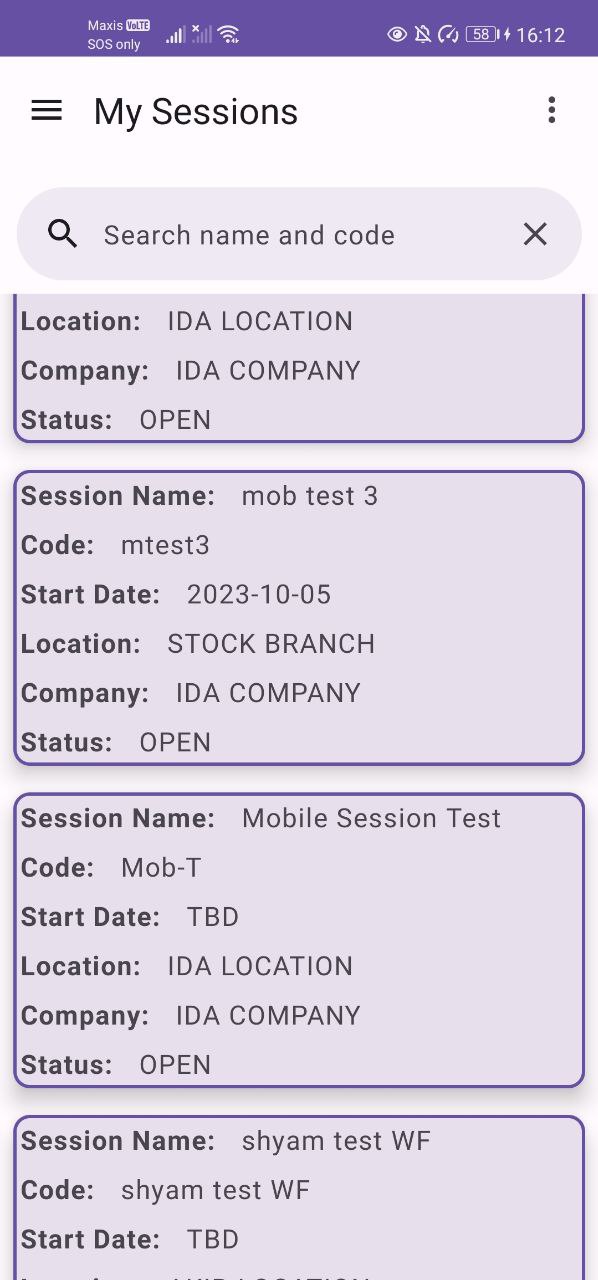 Maxis VoLTE
SOS only
58
16:12
My Sessions
Search name and code
Location: IDA LOCATION
Company: IDA COMPANY
Status: OPEN
Session Name: mob test 3
Code: mtest3
Start Date: 2023-10-05
Location: STOCK BRANCH
Company: IDA COMPANY
Status: OPEN
Session Name: Mobile Session Test
Code: Mob-T
Start Date: TBD
Location: IDA LOCATION
Company: IDA COMPANY
Status: OPEN
Session Name: shyam test WF
Code: shyam test WF
Start Date: TBD